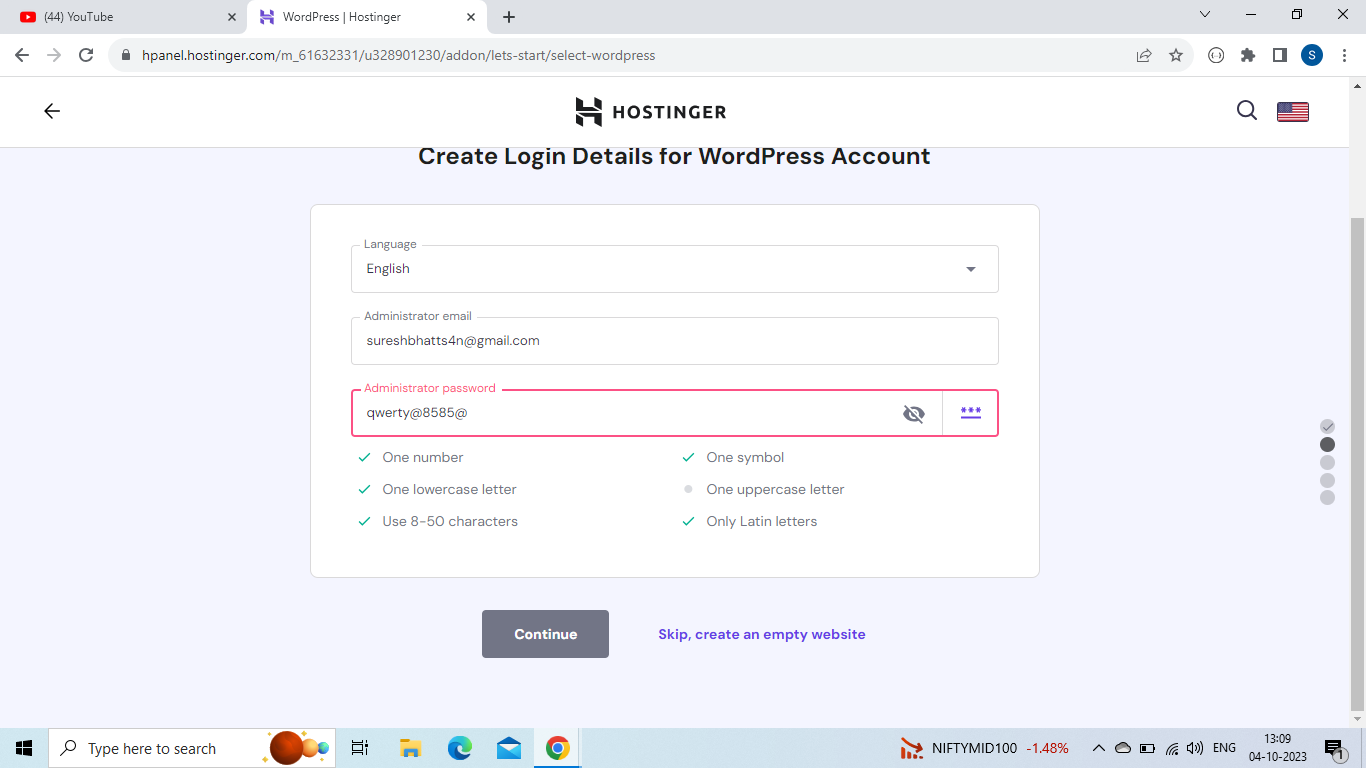 (44) YouTube
WordPress | Hostinger
hpanel.hostinger.com/m_61632331/u328901230/addon/lets-start/select-wordpress
S
HOSTINGER
Create Login Details for WordPress Account
Language
English
Administrator email
sureshbhatts4n@gmail.com
Administrator password
qwerty@8585@
***
One number
One symbol
One lowercase letter
One uppercase letter
Use 8-50 characters
Only Latin letters
Continue
Skip, create an empty website
Type here to search
NIFTYMID100 -1.48%
ENG
13:09
04-10-2023
1